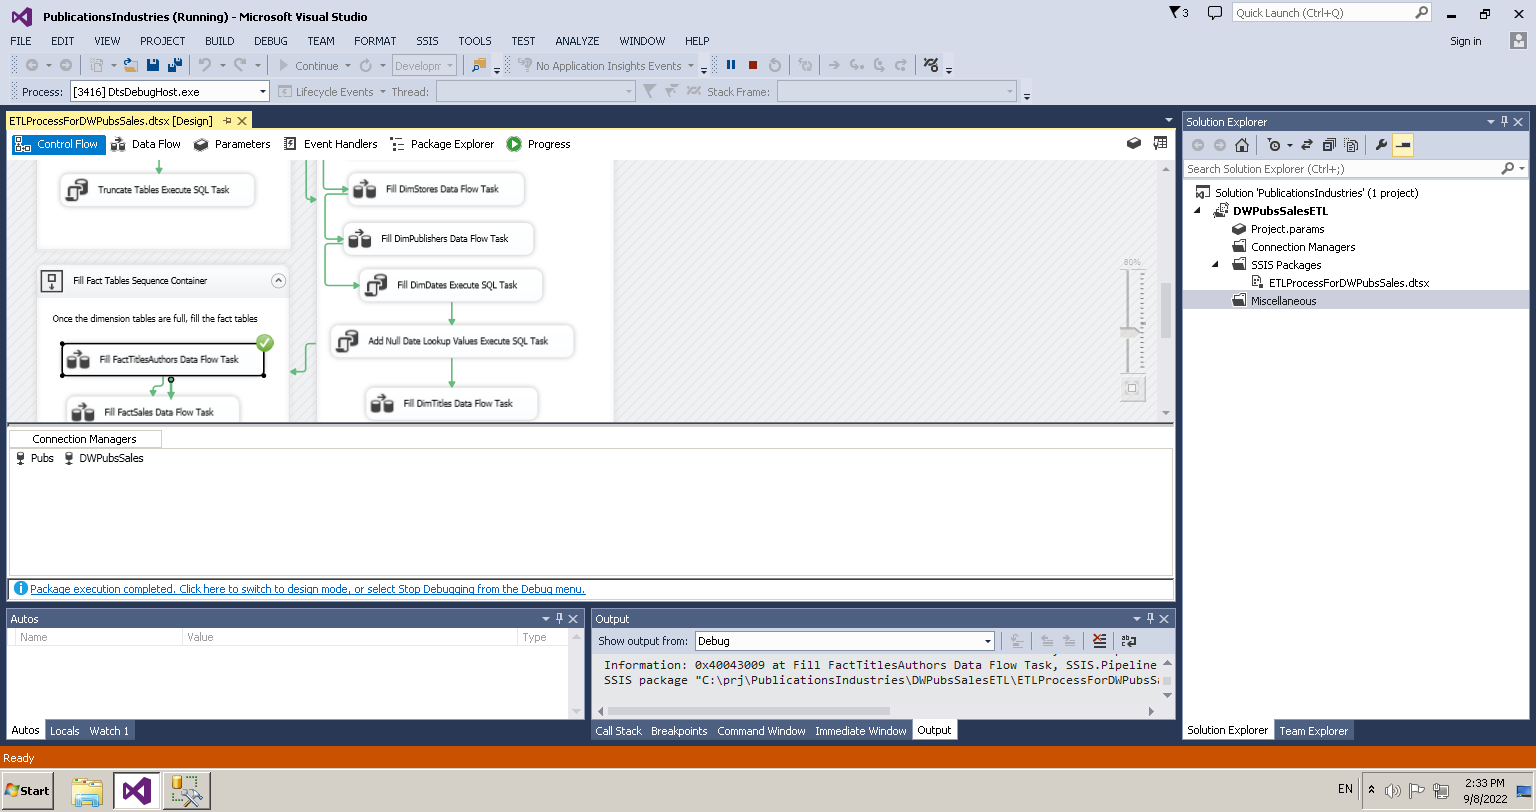 PublicationsIndustries (Running) - Microsoft Visual Studio
3
Quick Launch (Ctrl+Q)
FILE EDIT VIEW PROJECT BUILD DEBUG TEAM FORMAT SSIS TOOLS TEST ANALYZE WINDOW HELP
Sign in
Continue
Developm
No Application Insights Events
Process: [3416] DtsDebugHost.exe
Lifecycle Events
Thread:
Stack Frame:
ETLProcessForDWPubsSales.dtsx [Design]
Control Flow
Data Flow
Parameters
Event Handlers
Package Explorer
Progress
Truncate Tables Execute SQL Task
Fill DimStores Data Flow Task
Fill DimPublishers Data Flow Task
Fill DimDates Execute SQL Task
Add Null Date Lookup Values Execute SQL Task
Fill DimTitles Data Flow Task
Fill Fact Tables Sequence Container
Once the dimension tables are full, fill the fact tables
Fill FactTitlesAuthors Data Flow Task
Fill FactSales Data Flow Task
80%
Connection Managers
Pubs
DWPubsSales
Package execution completed. Click here to switch to design mode, or select Stop Debugging from the Debug menu.
Autos
Name
Value
Type
Autos
Locals
Watch 1
Output
Show output from: Debug
Information: 0x40043009 at Fill FactTitlesAuthors Data Flow Task, SSIS.Pipeline
SSIS package "C:\prj\PublicationsIndustries\DWPubsSalesETL\ETLProcessForDWPubsSa
Call Stack
Breakpoints
Command Window
Immediate Window
Output
Solution Explorer
Search Solution Explorer (Ctrl+;)
Solution 'PublicationsIndustries' (1 project)
DWPubsSalesETL
Project.params
Connection Managers
SSIS Packages
ETLProcessForDWPubsSales.dtsx
Miscellaneous
Solution Explorer
Team Explorer
Ready
Start
EN
2:33 PM
9/8/2022